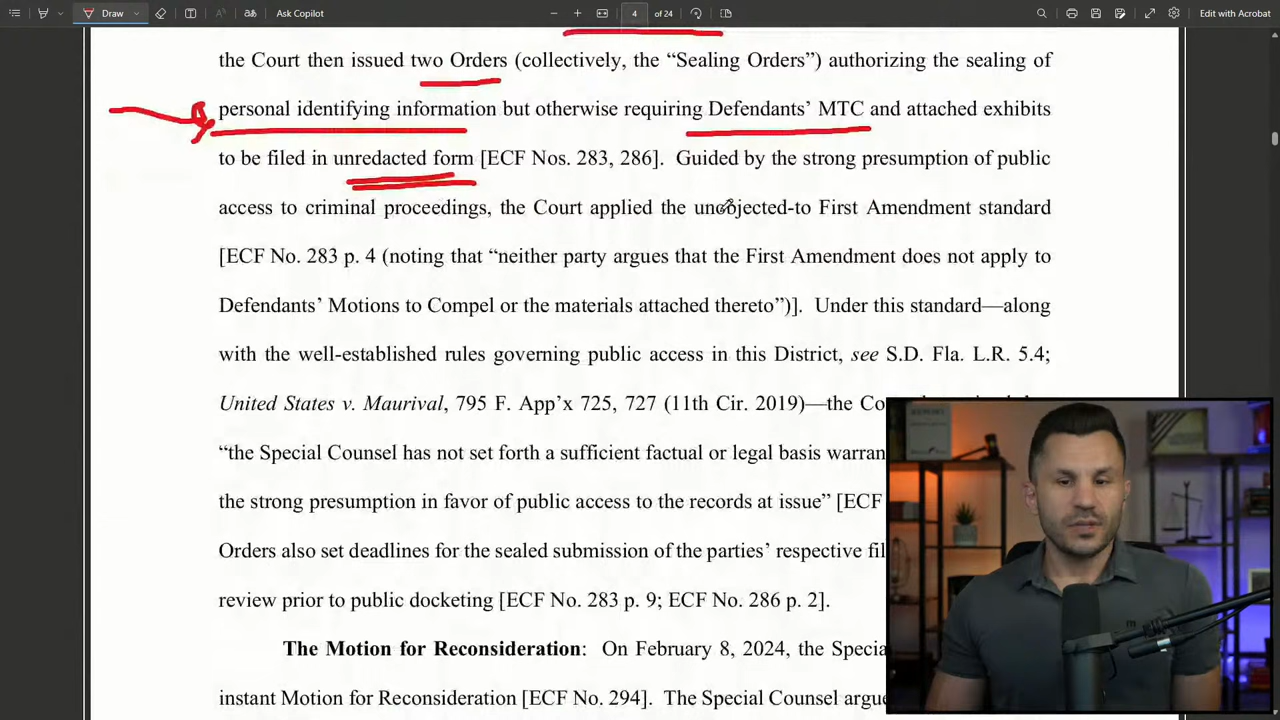 Draw
Ask Copilot
4 of 24
Edit with Acrobat
the Court then issued two Orders (collectively, the “Sealing Orders”) authorizing the sealing of
personal identifying information but otherwise requiring Defendants’ MTC and attached exhibits
to be filed in unredacted form [ECF Nos. 283, 286]. Guided by the strong presumption of public
access to criminal proceedings, the Court applied the unobjected-to First Amendment standard
[ECF No. 283 p. 4 (noting that “neither party argues that the First Amendment does not apply to
Defendants’ Motions to Compel or the materials attached thereto”)]. Under this standard—along
with the well-established rules governing public access in this District, see S.D. Fla. L.R. 5.4;
United States v. Maurival, 795 F. App’x 725, 727 (11th Cir. 2019)—the
“the Special Counsel has not set forth a sufficient factual or legal basis
the strong presumption in favor of public access to the records at issue” [ECF
Orders also set deadlines for the sealed submission of the parties’ respective
review prior to public docketing [ECF No. 283 p. 9; ECF No. 286 p. 2].
The Motion for Reconsideration: On February 8, 2024, the
instant Motion for Reconsideration [ECF No. 294]. The Special Counsel